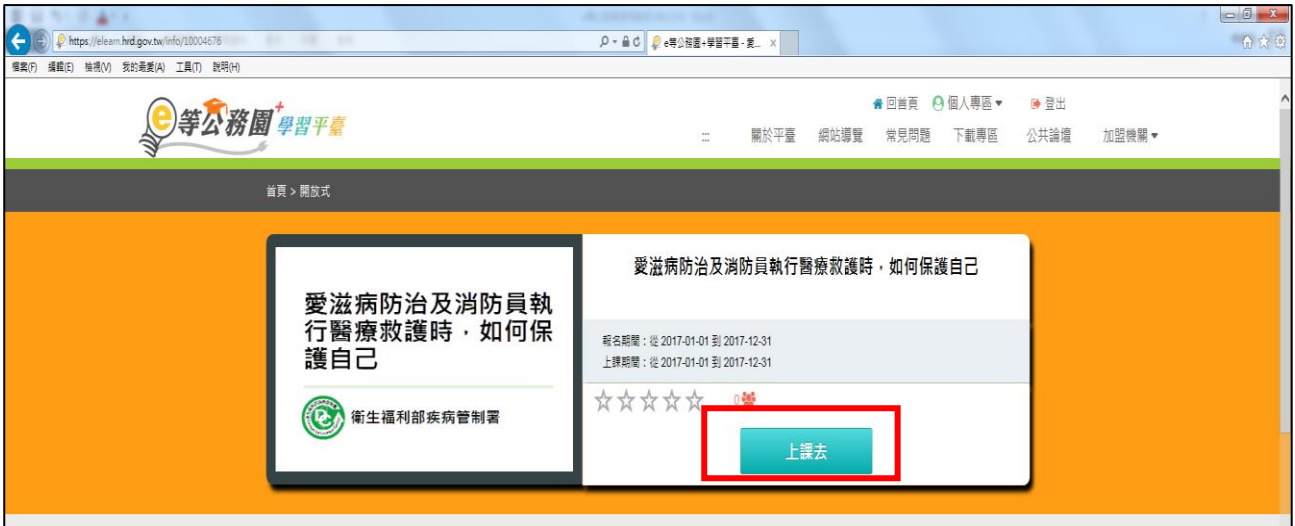 https://elearn.hrd.gov.tw/info/10004676
e等公務園+學習平臺 - 愛...
檔案(F) 編輯(E) 檢視(V) 我的最愛(A) 工具(T) 說明(H)
e等公務園+學習平臺
回首頁 個人專區▼ 登出
::: 關於平臺 網站導覽 常見問題 下載專區 公共論壇 加盟機關▼
首頁 > 開放式
愛滋病防治及消防員執
行醫療救護時，如何保
護自己
衛生福利部疾病管制署
愛滋病防治及消防員執行醫療救護時，如何保護自己
報名期間：從 2017-01-01 到 2017-12-31
上課期間：從 2017-01-01 到 2017-12-31
0
上課去